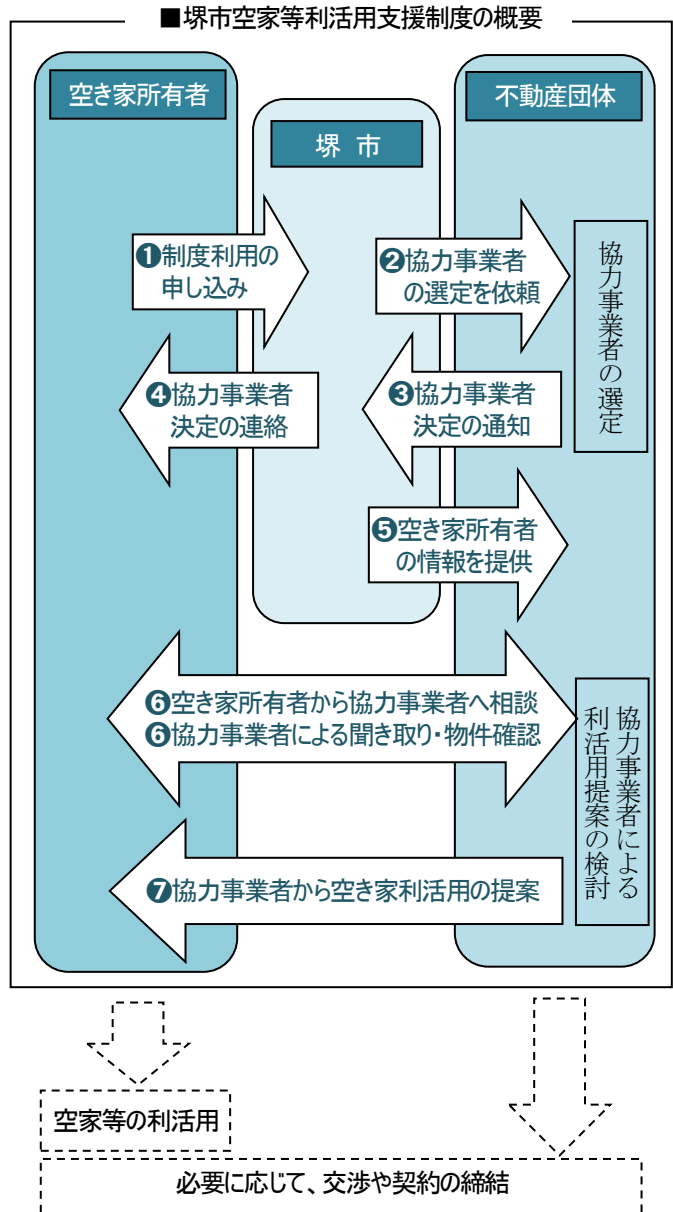 ■堺市空家等利活用支援制度の概要
空き家所有者
堺 市
不動産団体
❶制度利用の
申し込み
❷協力事業者
の選定を依頼
協力事業者の選定
❹協力事業者
決定の連絡
❸協力事業者
決定の通知
❺空き家所有者
の情報を提供
❻空き家所有者から協力事業者へ相談
❻協力事業者による聞き取り・物件確認
協力事業者による
利活用提案の検討
❼協力事業者から空き家利活用の提案
空家等の利活用
必要に応じて、交渉や契約の締結